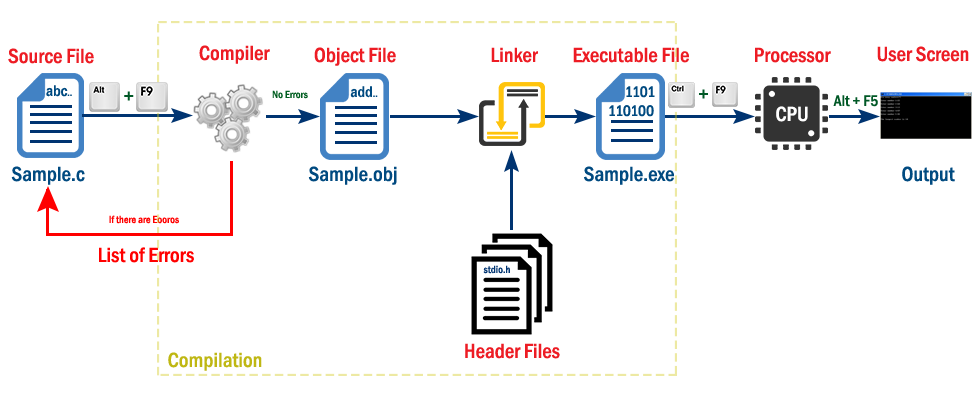 Source File
Compiler
Object File
Linker
Executable File
Processor
User Screen
abc..
Alt + F9
No Errors
add..
1101
110100
Ctrl + F9
CPU
Alt + F5
Sample.c
Sample.obj
Sample.exe
Output
If there are Eooros
List of Errors
stdio.h
Header Files
Compilation